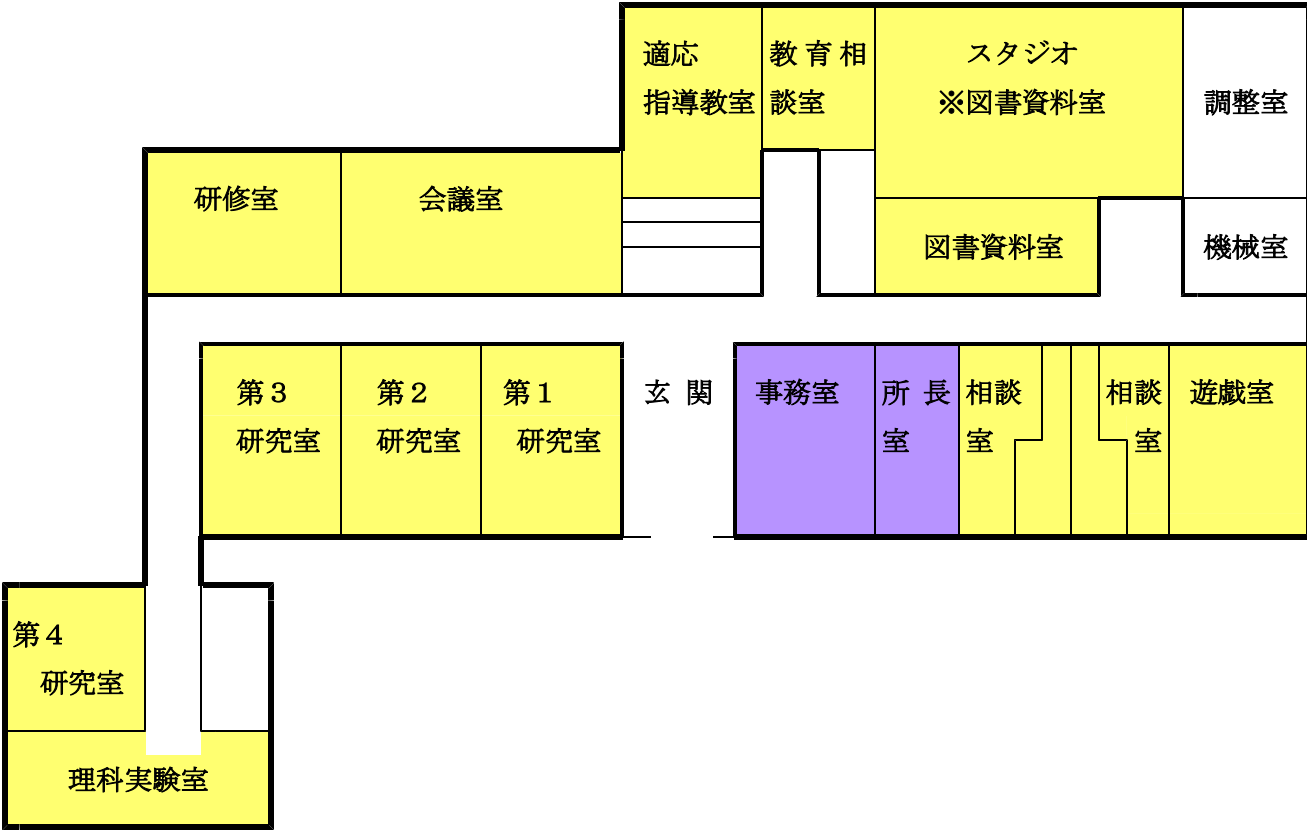 適応
指導教室
教育相
談室
スタジオ
※図書資料室
調整室
研修室
会議室
図書資料室
機械室
第３
研究室
第２
研究室
第１
研究室
玄関
事務室
所長
室
相談
室
相談
室
遊戯室
第４
研究室
理科実験室